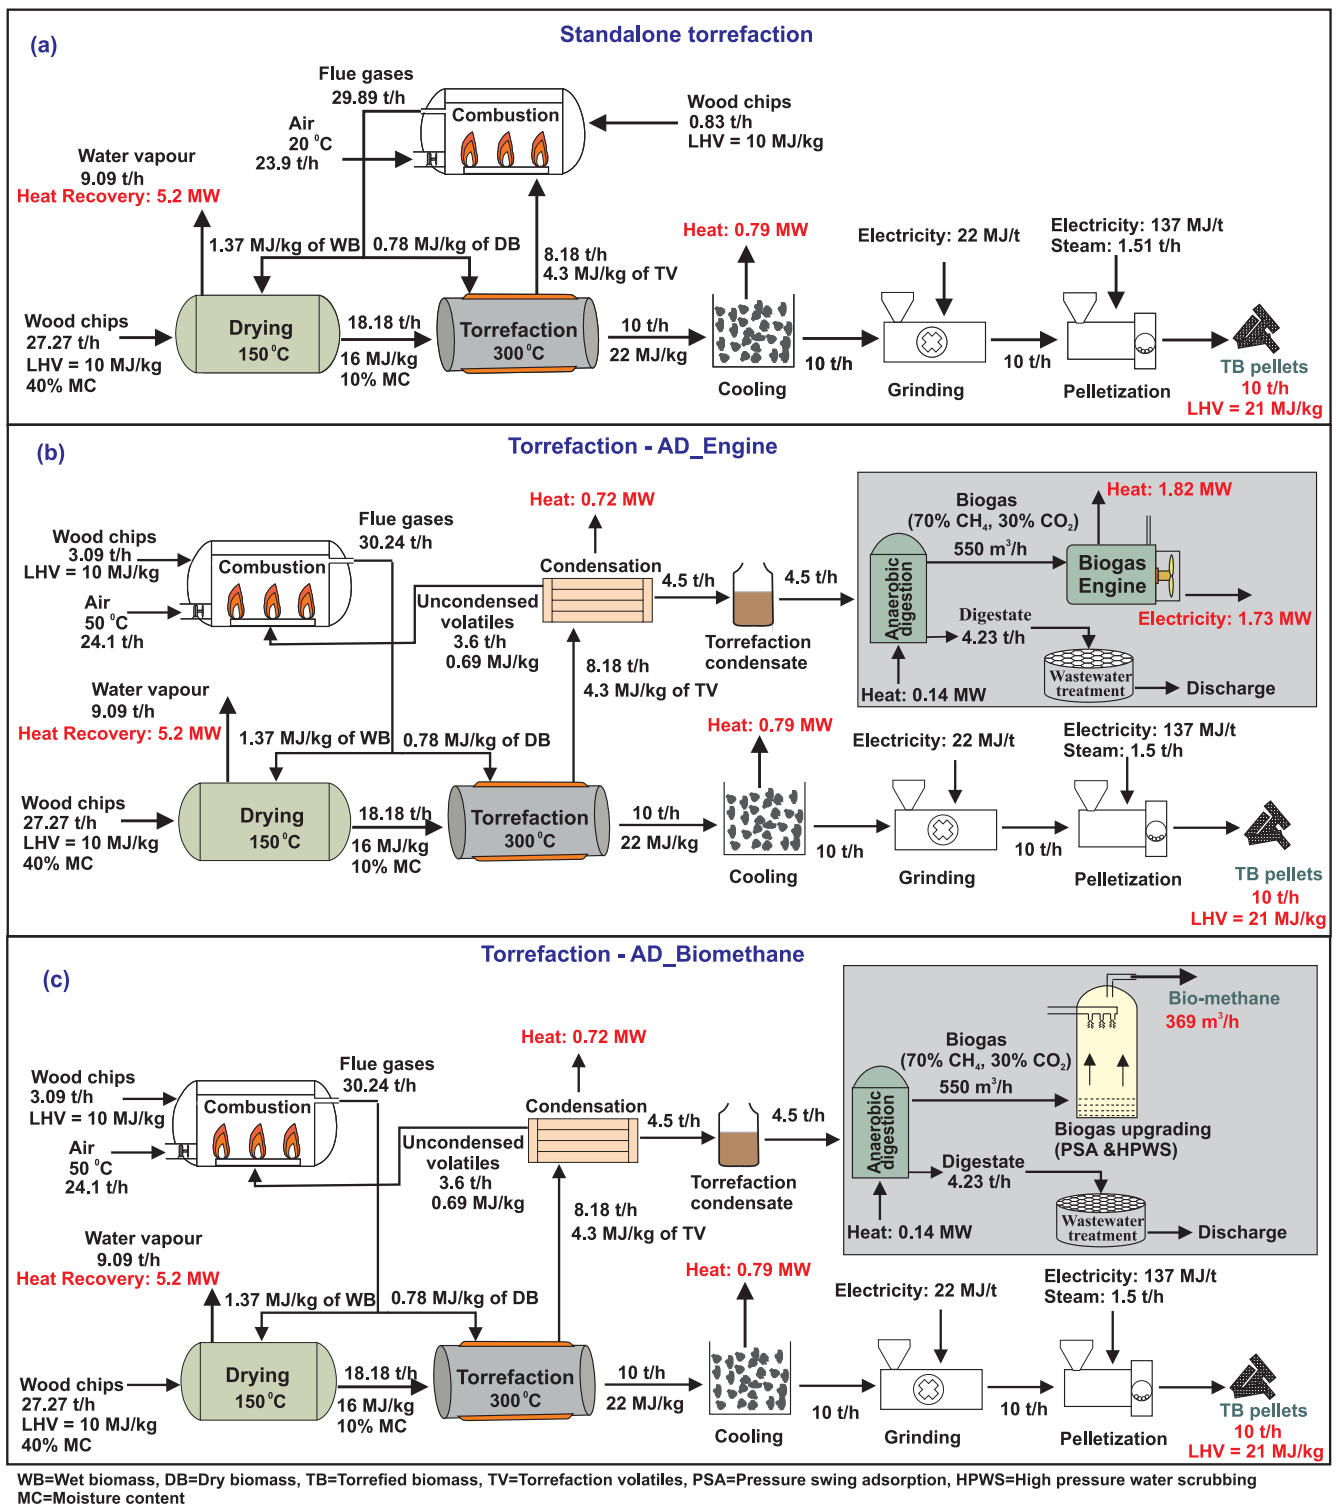 (a)
Standalone torrefaction
Flue gases
29.89 t/h
Combustion
Wood chips
0.83 t/h
LHV = 10 MJ/kg
Air
20 ⁰C
23.9 t/h
Water vapour
9.09 t/h
Heat Recovery: 5.2 MW
1.37 MJ/kg of WB
0.78 MJ/kg of DB
8.18 t/h
4.3 MJ/kg of TV
Heat: 0.79 MW
Electricity: 22 MJ/t
Electricity: 137 MJ/t
Steam: 1.51 t/h
Wood chips
27.27 t/h
LHV = 10 MJ/kg
40% MC
Drying
150⁰C
18.18 t/h
16 MJ/kg
10% MC
Torrefaction
300⁰C
10 t/h
22 MJ/kg
Cooling
10 t/h
Grinding
10 t/h
Pelletization
TB pellets
10 t/h
LHV = 21 MJ/kg
(b)
Torrefaction - AD_Engine
Wood chips
3.09 t/h
LHV = 10 MJ/kg
Air
50 ⁰C
24.1 t/h
Combustion
Flue gases
30.24 t/h
Heat: 0.72 MW
Condensation
Uncondensed
volatiles
3.6 t/h
0.69 MJ/kg
4.5 t/h
Torrefaction
condensate
4.5 t/h
8.18 t/h
4.3 MJ/kg of TV
Anaerobic
digestion
Biogas
(70% CH₄, 30% CO₂)
550 m³/h
Heat: 1.82 MW
Biogas
Engine
Electricity: 1.73 MW
Digestate
4.23 t/h
Wastewater
treatment
Discharge
Heat: 0.14 MW
Water vapour
9.09 t/h
Heat Recovery: 5.2 MW
1.37 MJ/kg of WB
0.78 MJ/kg of DB
Heat: 0.79 MW
Electricity: 22 MJ/t
Electricity: 137 MJ/t
Steam: 1.5 t/h
Wood chips
27.27 t/h
LHV = 10 MJ/kg
40% MC
Drying
150⁰C
18.18 t/h
16 MJ/kg
10% MC
Torrefaction
300⁰C
10 t/h
22 MJ/kg
Cooling
10 t/h
Grinding
10 t/h
Pelletization
TB pellets
10 t/h
LHV = 21 MJ/kg
(c)
Torrefaction - AD_Biomethane
Wood chips
3.09 t/h
LHV = 10 MJ/kg
Air
50 ⁰C
24.1 t/h
Combustion
Flue gases
30.24 t/h
Heat: 0.72 MW
Condensation
Uncondensed
volatiles
3.6 t/h
0.69 MJ/kg
4.5 t/h
Torrefaction
condensate
4.5 t/h
8.18 t/h
4.3 MJ/kg of TV
Anaerobic
digestion
Biogas
(70% CH₄, 30% CO₂)
550 m³/h
Bio-methane
369 m³/h
Biogas upgrading
(PSA &HPWS)
Digestate
4.23 t/h
Wastewater
treatment
Discharge
Heat: 0.14 MW
Water vapour
9.09 t/h
Heat Recovery: 5.2 MW
1.37 MJ/kg of WB
0.78 MJ/kg of DB
Heat: 0.79 MW
Electricity: 22 MJ/t
Electricity: 137 MJ/t
Steam: 1.5 t/h
Wood chips
27.27 t/h
LHV = 10 MJ/kg
40% MC
Drying
150⁰C
18.18 t/h
16 MJ/kg
10% MC
Torrefaction
300⁰C
10 t/h
22 MJ/kg
Cooling
10 t/h
Grinding
10 t/h
Pelletization
TB pellets
10 t/h
LHV = 21 MJ/kg
WB=Wet biomass, DB=Dry biomass, TB=Torrefied biomass, TV=Torrefaction volatiles, PSA=Pressure swing adsorption, HPWS=High pressure water scrubbing
MC=Moisture content